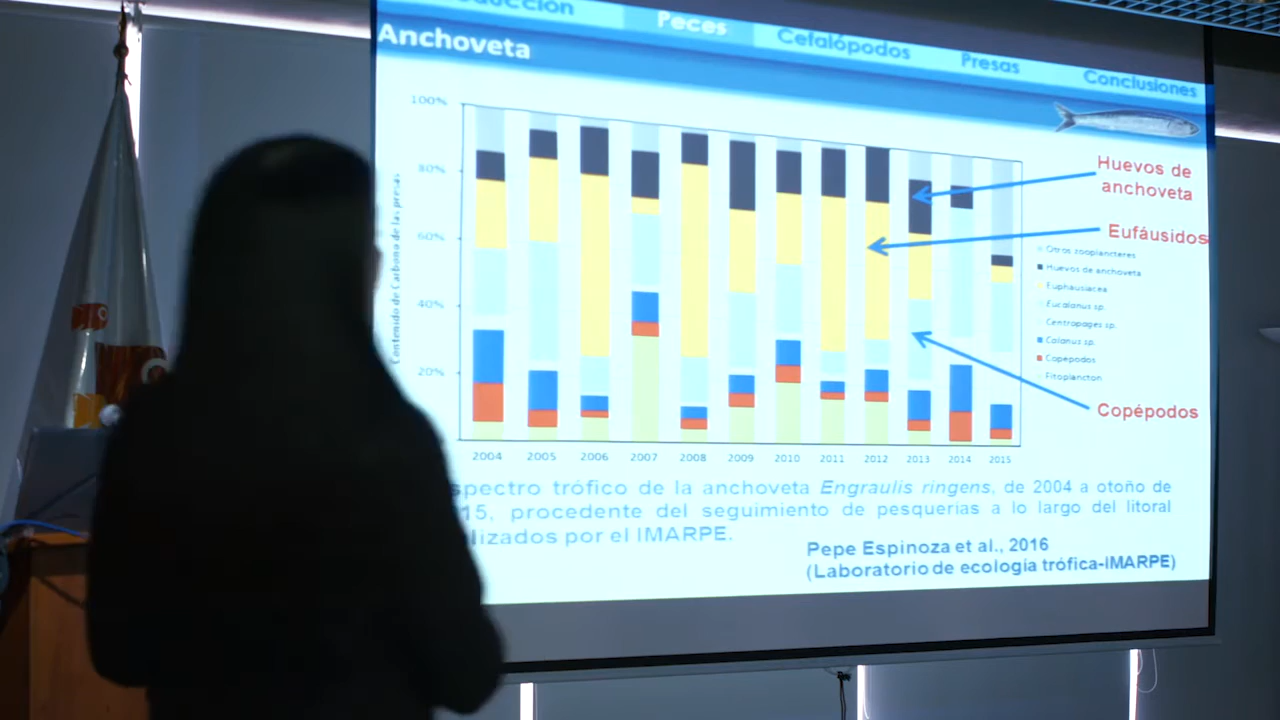 ducción
Peces
Cefalópodos
Presas
Conclusiones
Anchoveta
100%
80%
60%
40%
20%
Contenido de Carbono de las presas
Huevos de
anchoveta
Eufáusidos
Otros zooplancteres
Huevos de anchoveta
Euphausiacea
Eucalanus sp.
Centropages sp.
Calanus sp.
Copepodos
Fitoplancton
Copépodos
2004 2005 2006 2007 2008 2009 2010 2011 2012 2013 2014 2015
spectro trófico de la anchoveta Engraulis ringens, de 2004 a otoño de
15, procedente del seguimiento de pesquerías a lo largo del litoral
lizados por el IMARPE.
Pepe Espinoza et al., 2016
(Laboratorio de ecología trófica-IMARPE)